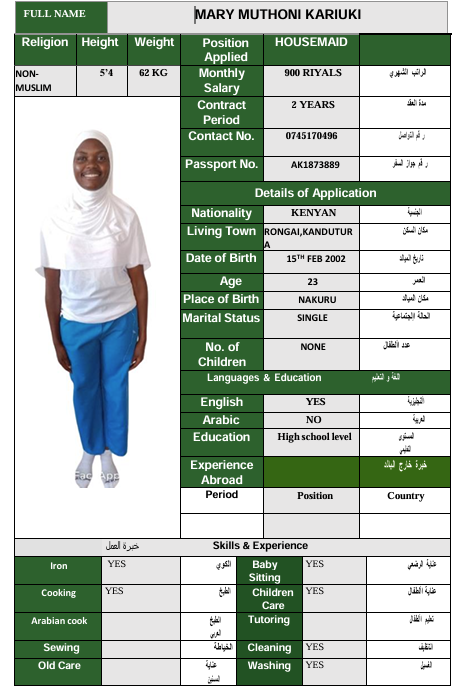 FULL NAME MARY MUTHONI KARIUKI
Religion Height Weight Position Applied HOUSEMAID
NON-MUSLIM 5'4 62 KG Monthly Salary 900 RIYALS الراتب الشهري
Contract Period 2 YEARS مدة العقد
Contact No. 0745170496 رقم التواصل
Passport No. AK1873889 رقم جواز السفر
Details of Application
Nationality KENYAN الجنسية
Living Town RONGAI,KANDUTURA مكان السكن
Date of Birth 15TH FEB 2002 تاريخ الميلاد
Age 23 العمر
Place of Birth NAKURU مكان الميلاد
Marital Status SINGLE الحالة الإجتماعية
No. of Children NONE عدد الأطفال
Languages & Education اللغة و التعليم
English YES
Arabic NO العربية
Education High school level المستوى
Experience Abroad خبرة خارج البلاد
Period Position Country
خبرة العمل Skills & Experience
Iron YES الكوي Baby Sitting YES عناية الرضع
Cooking YES الطبخ Children Care YES عناية الأطفال
Arabian cook الطبخ العربي Tutoring تعليم الأطفال
Sewing الخياطة Cleaning YES التنظيف
Old Care عناية المسنين Washing YES الغسيل